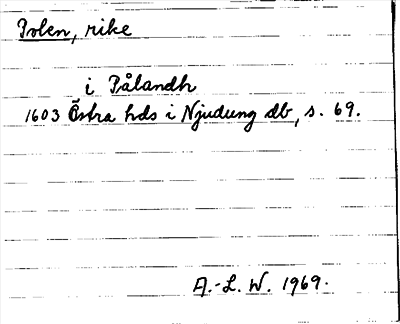 Polen, rike
i Pålandh
1603 Östra hds i Njudung db, s. 69.
A.-L. W. 1969.